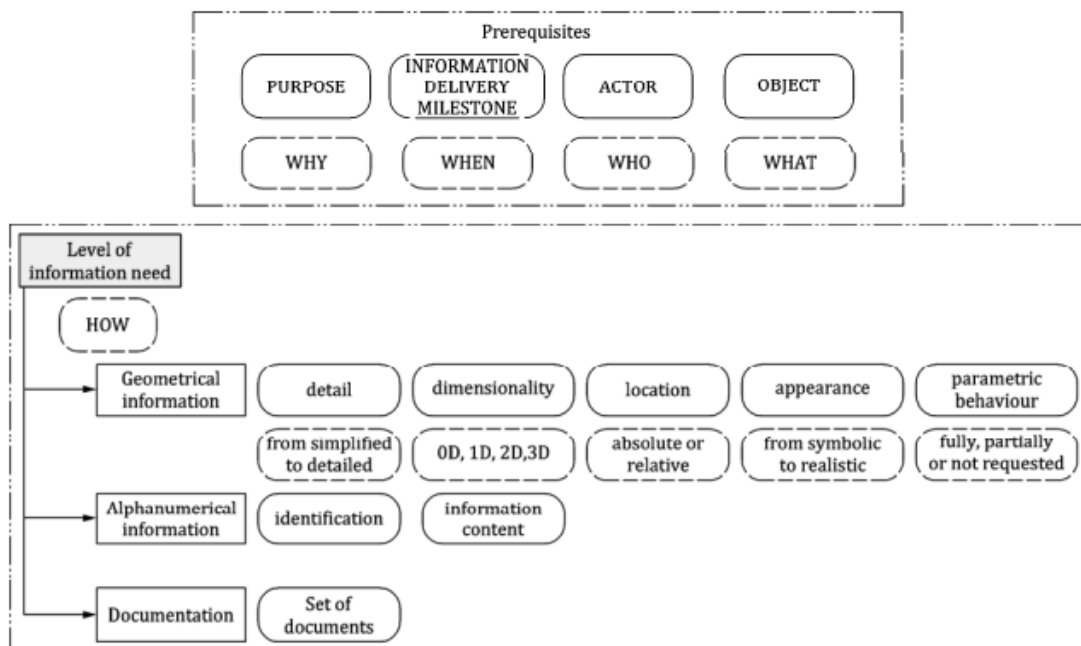 Prerequisites
PURPOSE
INFORMATION
DELIVERY
MILESTONE
ACTOR
OBJECT
WHY
WHEN
WHO
WHAT
Level of
information need
HOW
Geometrical
information
detail
dimensionality
location
appearance
parametric
behaviour
from simplified
to detailed
0D, 1D, 2D,3D
absolute or
relative
from symbolic
to realistic
fully, partially
or not requested
Alphanumerical
information
identification
information
content
Documentation
Set of
documents